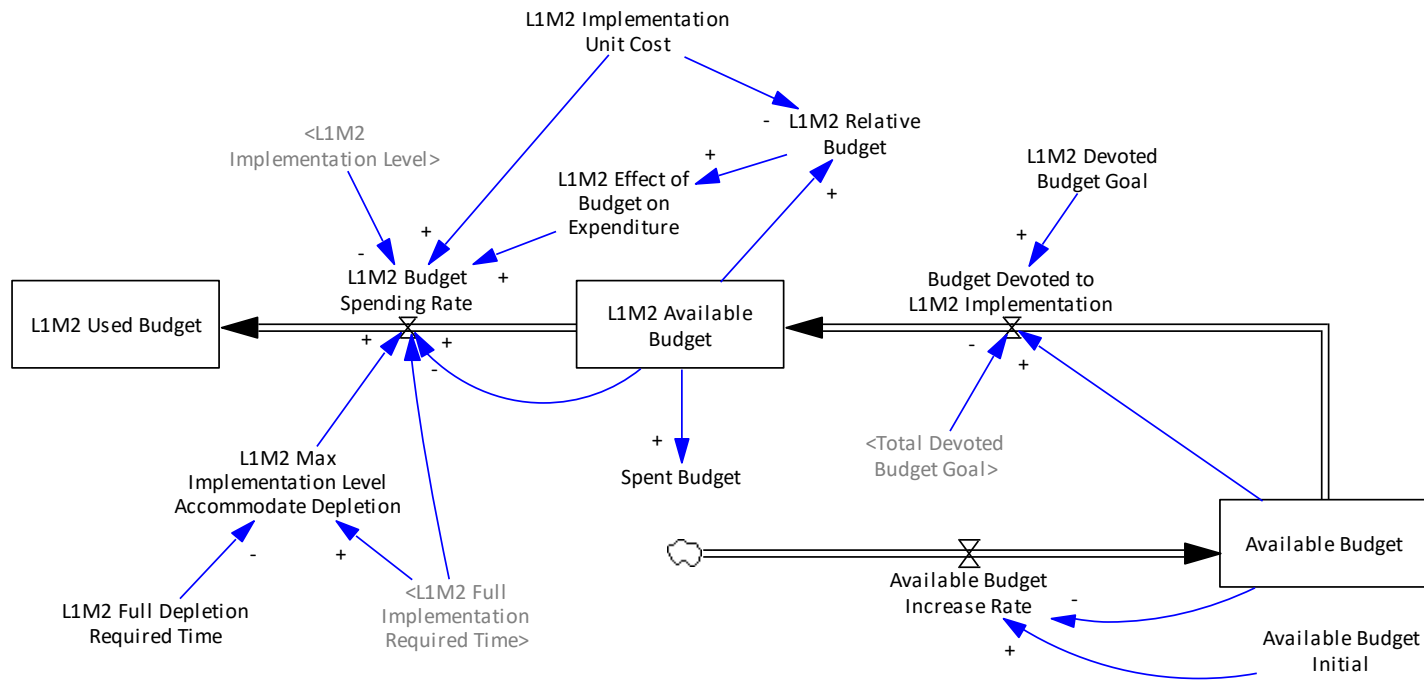 L1M2 Implementation
Unit Cost
<L1M2
Implementation Level>
-
L1M2 Relative
Budget
+
L1M2 Devoted
Budget Goal
L1M2 Effect of
Budget on
Expenditure
+
+
+
-
+
+
L1M2 Budget
Spending Rate
Budget Devoted to
L1M2 Implementation
L1M2 Used Budget
L1M2 Available
Budget
+
+
-
-
+
<Total Devoted
Budget Goal>
+
Spent Budget
L1M2 Max
Implementation Level
Accommodate Depletion
-
+
Available Budget
L1M2 Full Depletion
Required Time
<L1M2 Full
Implementation
Required Time>
Available Budget
Increase Rate
-
+
Available Budget
Initial